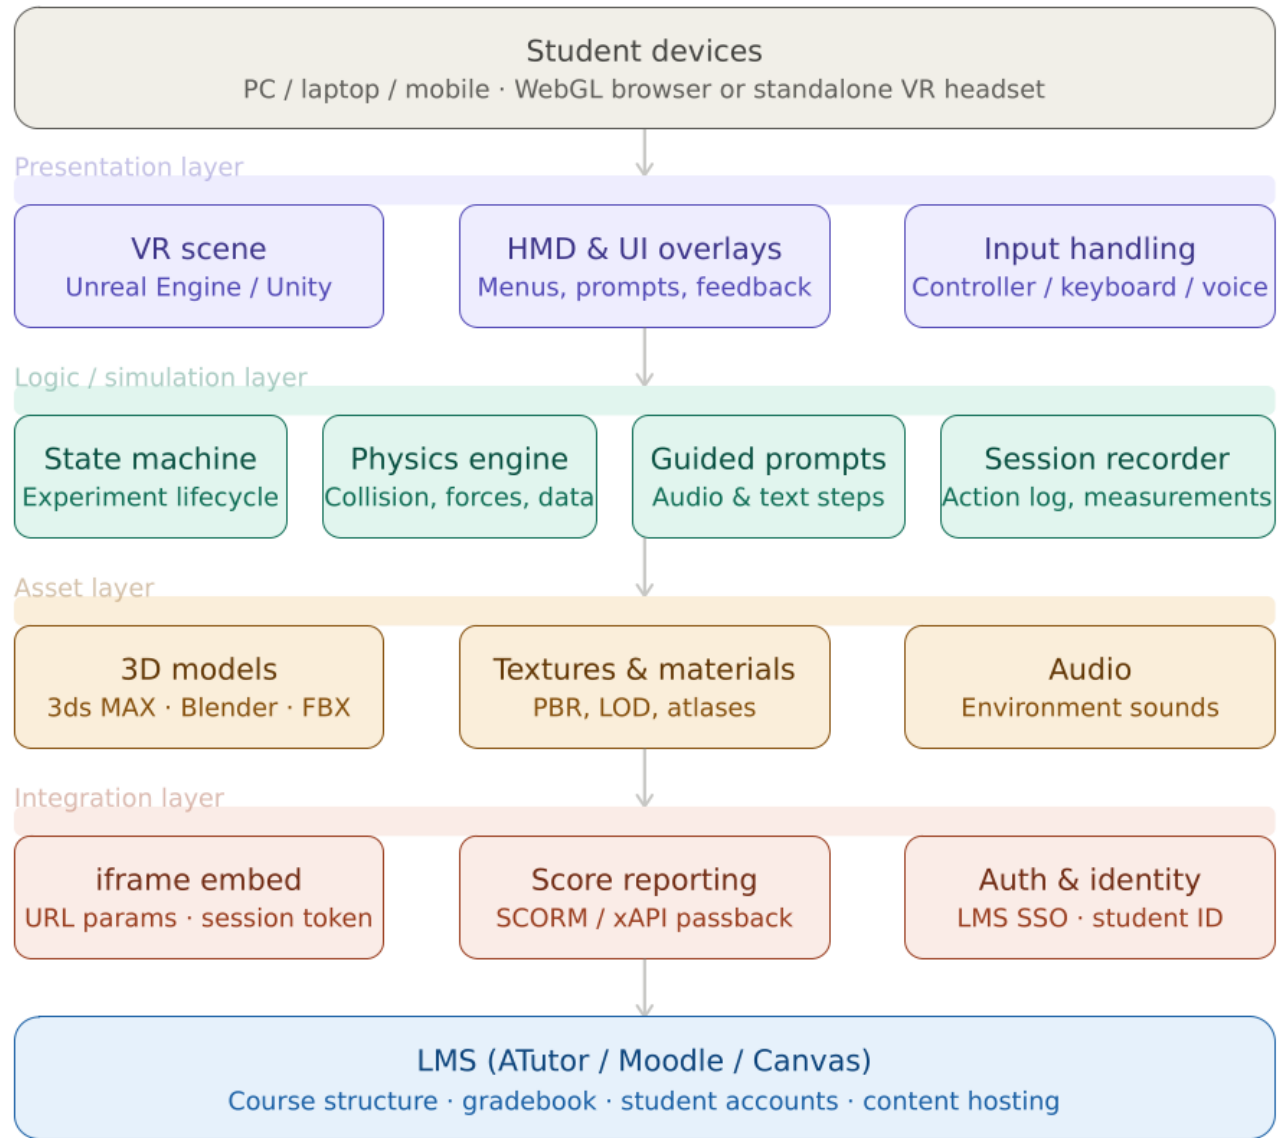 Student devices
PC / laptop / mobile · WebGL browser or standalone VR headset
Presentation layer
VR scene
Unreal Engine / Unity
HMD & UI overlays
Menus, prompts, feedback
Input handling
Controller / keyboard / voice
Logic / simulation layer
State machine
Experiment lifecycle
Physics engine
Collision, forces, data
Guided prompts
Audio & text steps
Session recorder
Action log, measurements
Asset layer
3D models
3ds MAX · Blender · FBX
Textures & materials
PBR, LOD, atlases
Audio
Environment sounds
Integration layer
iframe embed
URL params · session token
Score reporting
SCORM / xAPI passback
Auth & identity
LMS SSO · student ID
LMS (ATutor / Moodle / Canvas)
Course structure · gradebook · student accounts · content hosting